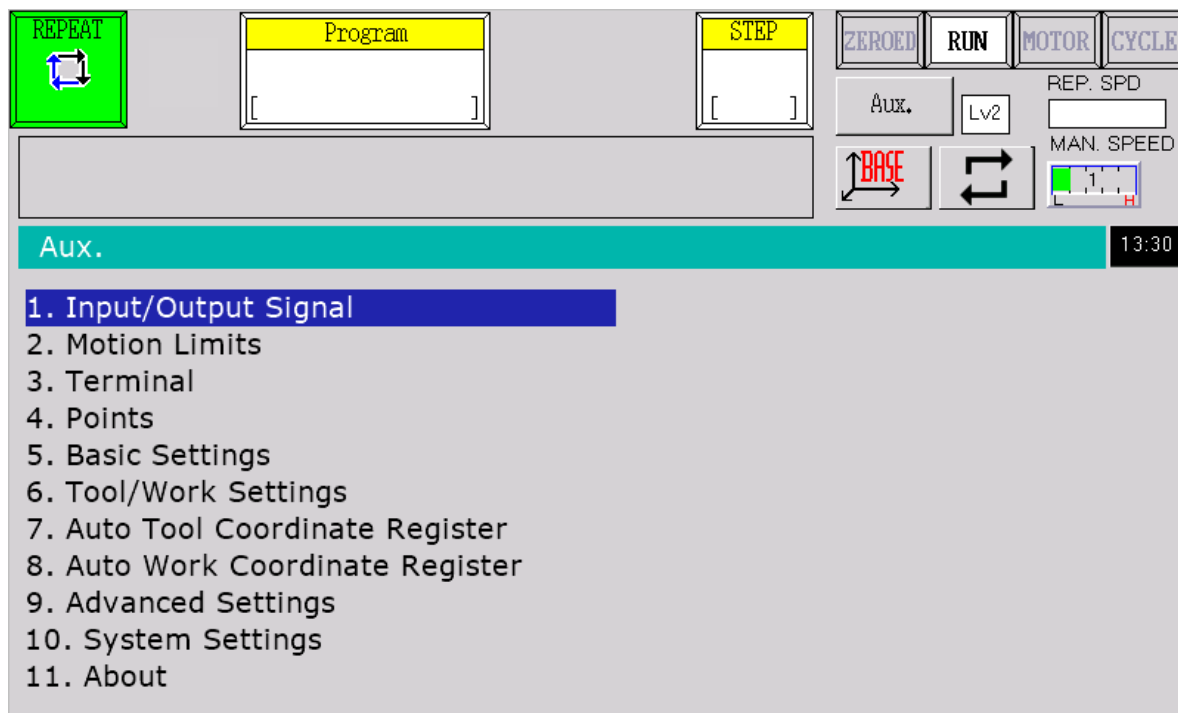 REPEAT
Program
[ ]
STEP
[ ]
ZEROED
RUN
MOTOR
CYCLE
Aux.
Lv2
REP. SPD
MAN. SPEED
BASE
1
L H
Aux.
13:30
1. Input/Output Signal
2. Motion Limits
3. Terminal
4. Points
5. Basic Settings
6. Tool/Work Settings
7. Auto Tool Coordinate Register
8. Auto Work Coordinate Register
9. Advanced Settings
10. System Settings
11. About